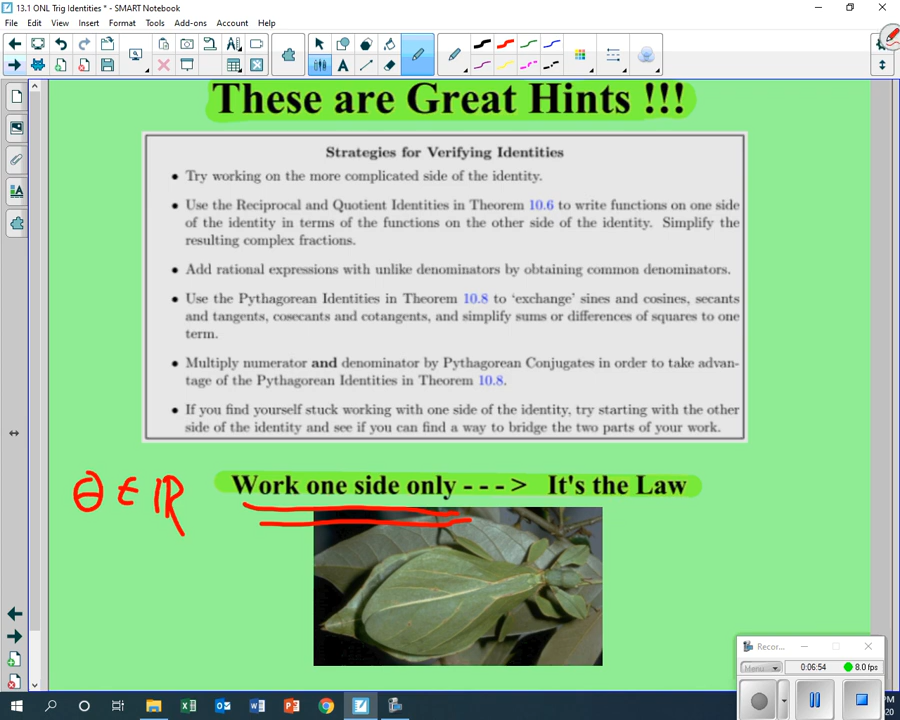 13.1 ONL Trig Identities * - SMART Notebook
File Edit View Insert Format Tools Add-ons Account Help
These are Great Hints !!!
Strategies for Verifying Identities
• Try working on the more complicated side of the identity.
• Use the Reciprocal and Quotient Identities in Theorem 10.6 to write functions on one side
of the identity in terms of the functions on the other side of the identity. Simplify the
resulting complex fractions.
• Add rational expressions with unlike denominators by obtaining common denominators.
• Use the Pythagorean Identities in Theorem 10.8 to ‘exchange’ sines and cosines, secants
and tangents, cosecants and cotangents, and simplify sums or differences of squares to one
term.
• Multiply numerator and denominator by Pythagorean Conjugates in order to take advan-
tage of the Pythagorean Identities in Theorem 10.8.
• If you find yourself stuck working with one side of the identity, try starting with the other
side of the identity and see if you can find a way to bridge the two parts of your work.
θ ∈ ℝ
Work one side only - - - > It's the Law
Recor...
Menu
0:06:54
8.0 fps
PM
20